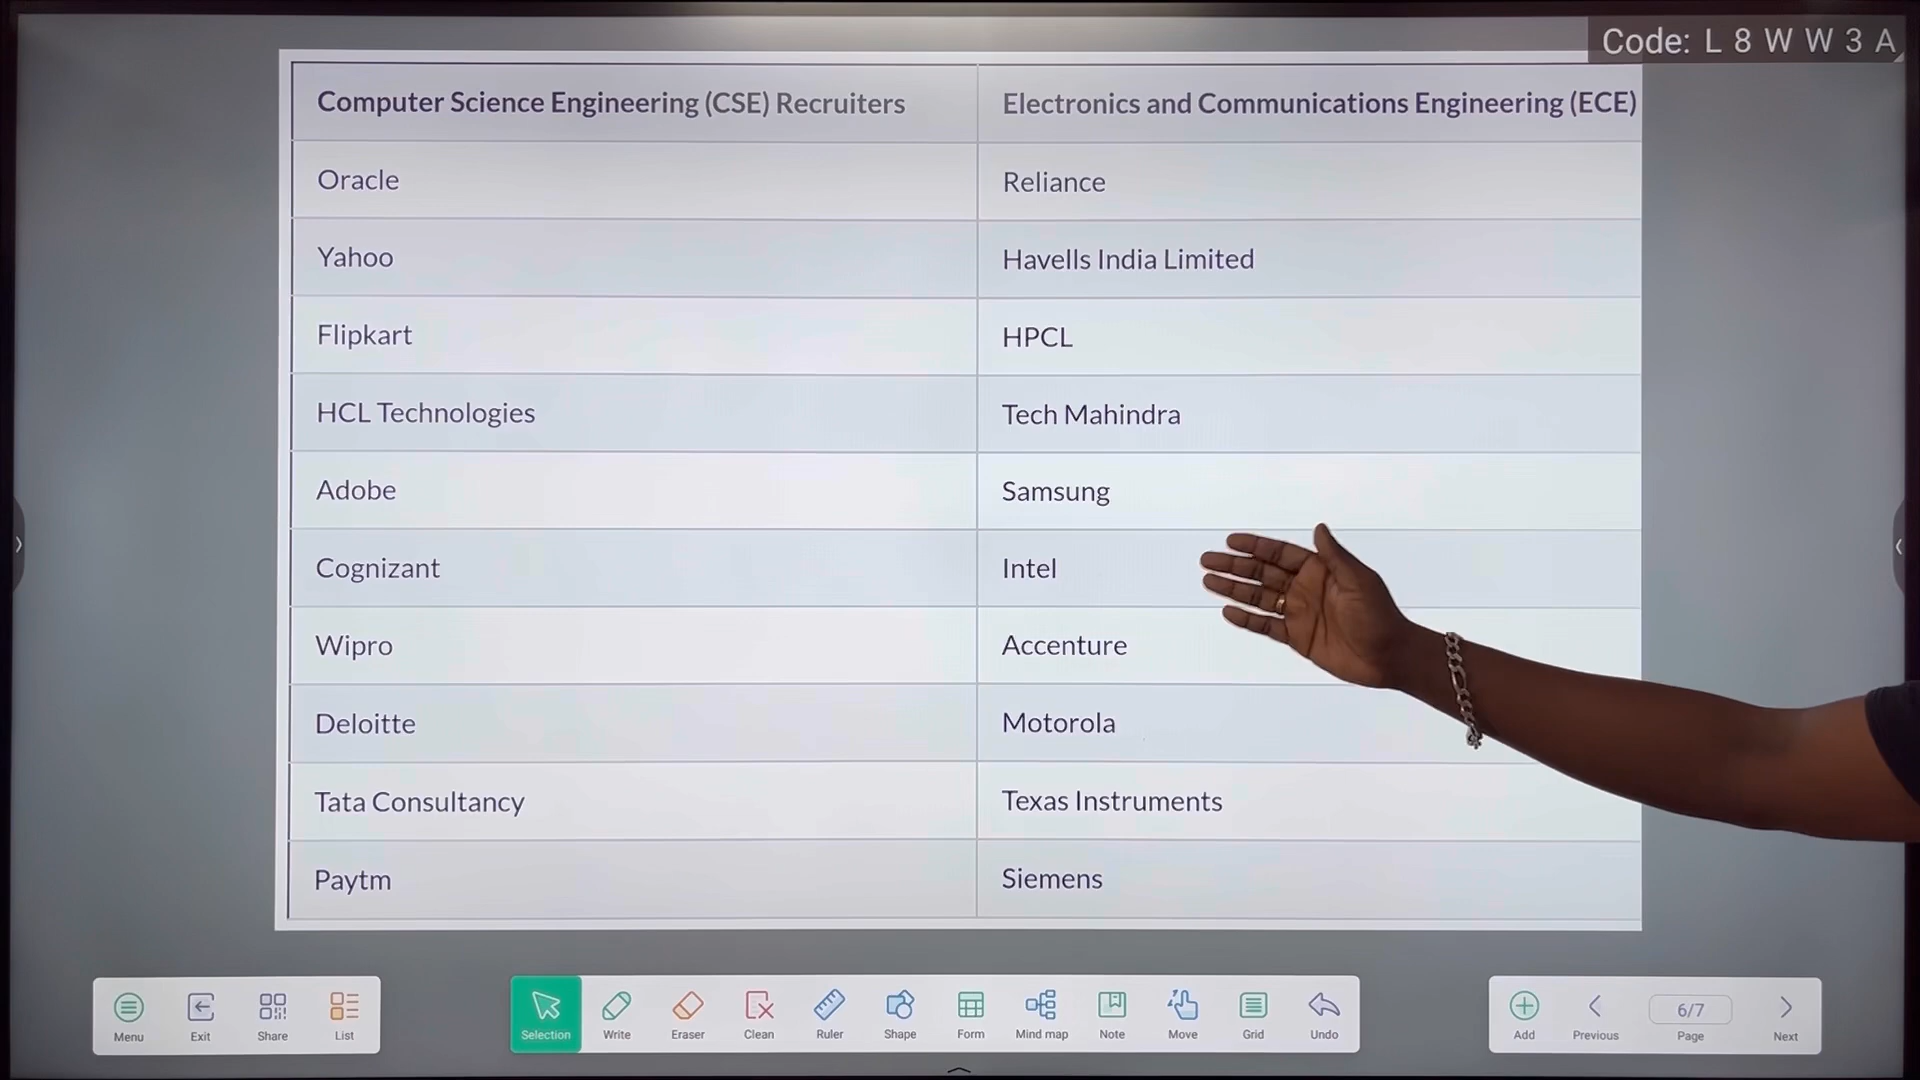 Code: L 8 W W 3 A
Computer Science Engineering (CSE) Recruiters Electronics and Communications Engineering (ECE)
Oracle Reliance
Yahoo Havells India Limited
Flipkart HPCL
HCL Technologies Tech Mahindra
Adobe Samsung
Cognizant Intel
Wipro Accenture
Deloitte Motorola
Tata Consultancy Texas Instruments
Paytm Siemens
Menu Exit Share List Selection Write Eraser Clean Ruler Shape Form Mind map Note Move Grid Undo Add Previous 6/7 Page Next